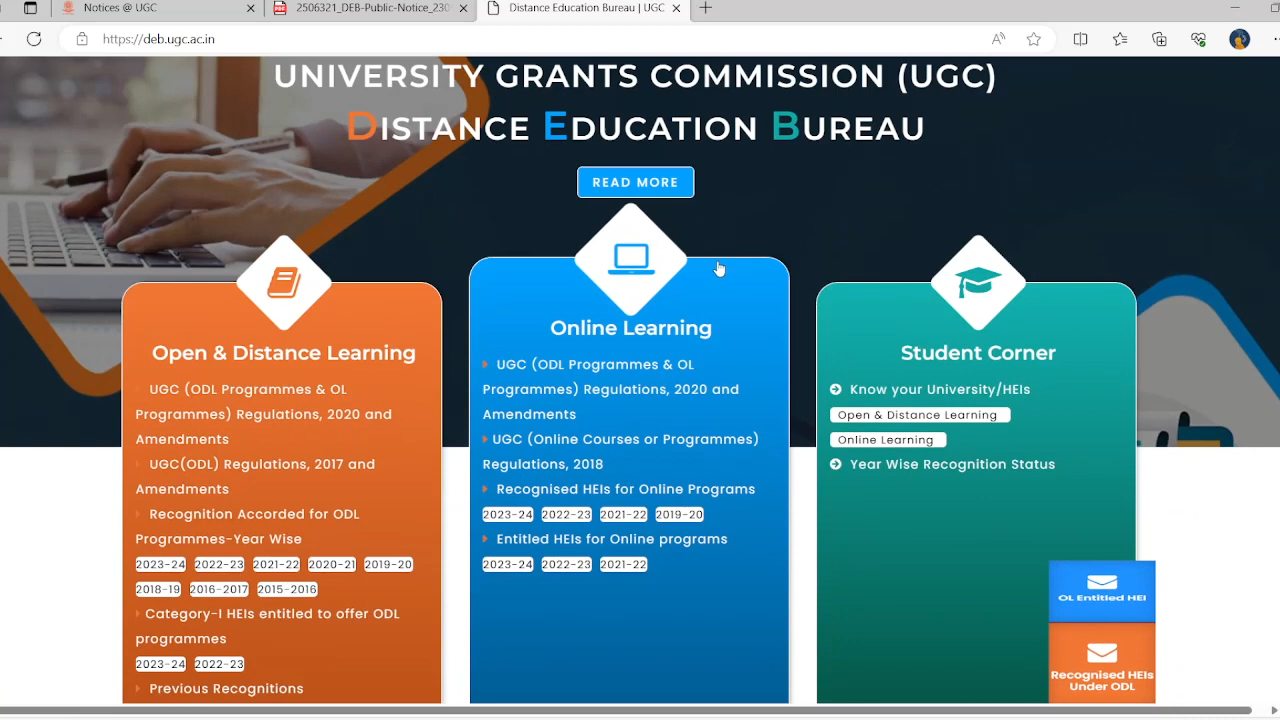 Notices @ UGC
2506321_DEB-Public-Notice_230
Distance Education Bureau | UGC
https://deb.ugc.ac.in
UNIVERSITY GRANTS COMMISSION (UGC)
DISTANCE EDUCATION BUREAU
READ MORE
Open & Distance Learning
UGC (ODL Programmes & OL
Programmes) Regulations, 2020 and
Amendments
UGC(ODL) Regulations, 2017 and
Amendments
Recognition Accorded for ODL
Programmes-Year Wise
2023-24 2022-23 2021-22 2020-21 2019-20
2018-19 2016-2017 2015-2016
Category-I HEIs entitled to offer ODL
programmes
2023-24 2022-23
Previous Recognitions
Online Learning
UGC (ODL Programmes & OL
Programmes) Regulations, 2020 and
Amendments
UGC (Online Courses or Programmes)
Regulations, 2018
Recognised HEIs for Online Programs
2023-24 2022-23 2021-22 2019-20
Entitled HEIs for Online programs
2023-24 2022-23 2021-22
Student Corner
Know your University/HEIs
Open & Distance Learning
Online Learning
Year Wise Recognition Status
OL Entitled HEI
Recognised HEIs
Under ODL